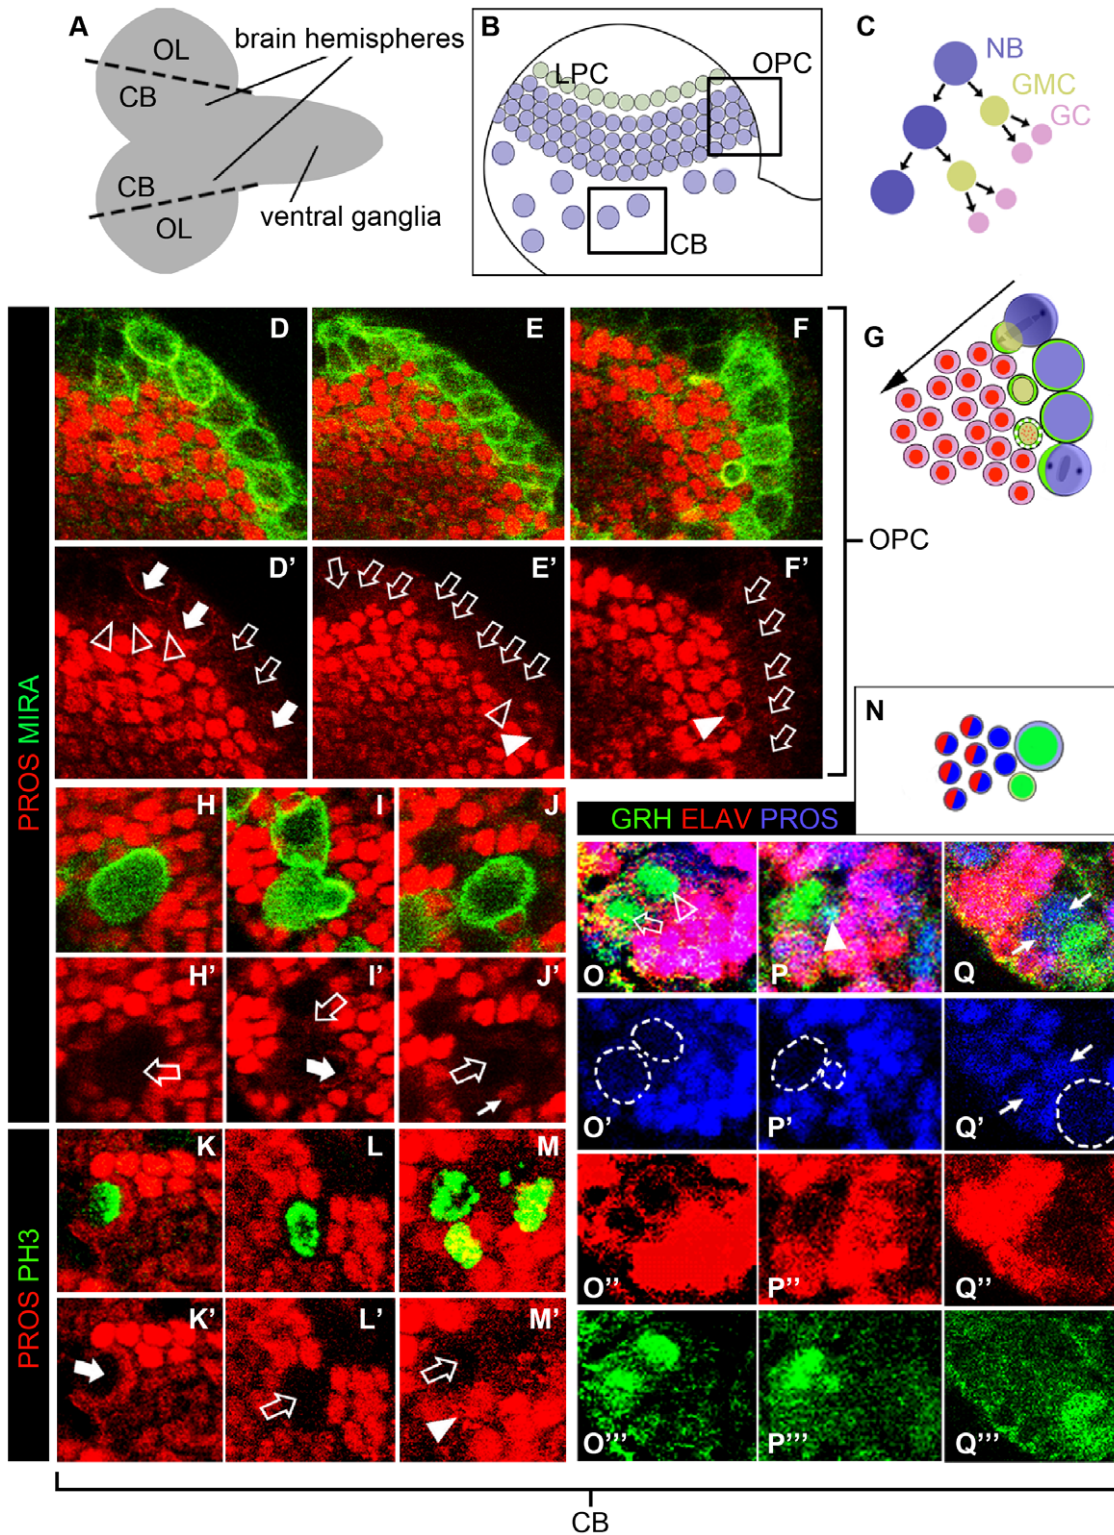 A
OL
CB
CB
OL
brain hemispheres
ventral ganglia
B
LPC
OPC
CB
C
NB
GMC
GC
PROS MIRA
D
E
F
G
D’
E’
F’
OPC
H
I
J
H’
I’
J’
N
GRH ELAV PROS
O
P
Q
O’
P’
Q’
PROS PH3
K
L
M
O’’
P’’
Q’’
K’
L’
M’
O’’’
P’’’
Q’’’
CB